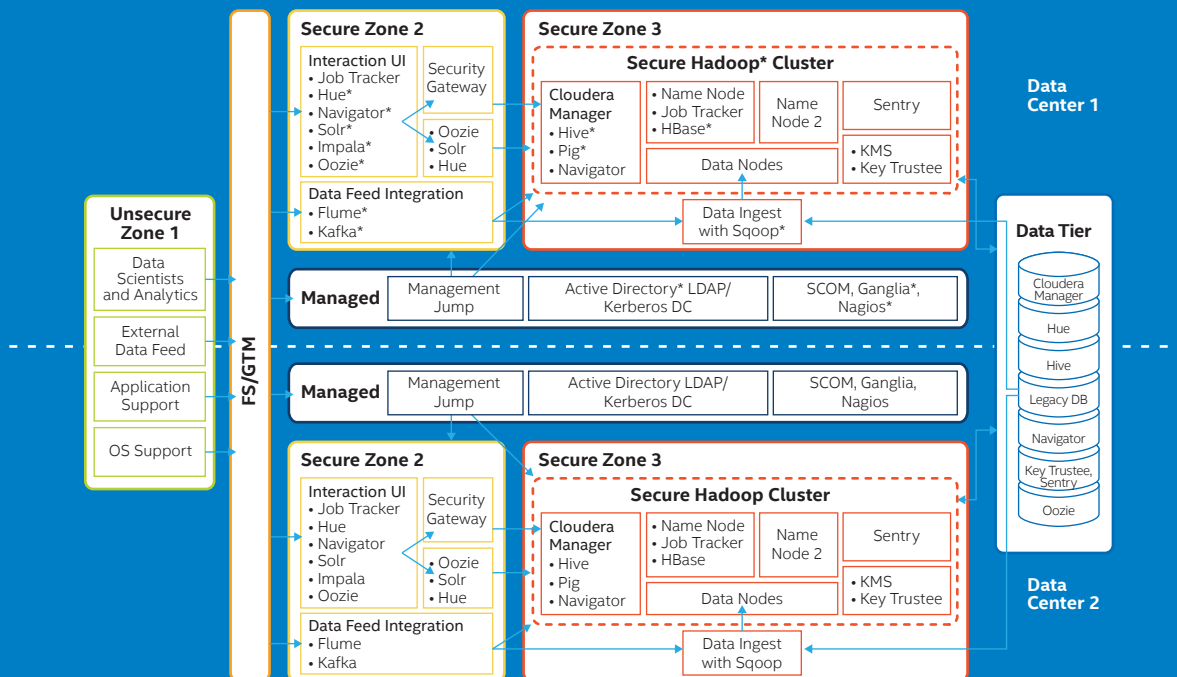 Unsecure
Zone 1
Data
Scientists
and Analytics
External
Data Feed
Application
Support
OS Support
FS/GTM
Secure Zone 2
Interaction UI
• Job Tracker
• Hue*
• Navigator*
• Solr*
• Impala*
• Oozie*
Security
Gateway
• Oozie
• Solr
• Hue
Data Feed Integration
• Flume*
• Kafka*
Secure Zone 3
Secure Hadoop* Cluster
Cloudera
Manager
• Hive*
• Pig*
• Navigator
• Name Node
• Job Tracker
• HBase*
Name
Node 2
Sentry
Data Nodes
• KMS
• Key Trustee
Data Ingest
with Sqoop*
Data
Center 1
Managed
Management
Jump
Active Directory* LDAP/
Kerberos DC
SCOM, Ganglia*,
Nagios*
Managed
Management
Jump
Active Directory LDAP/
Kerberos DC
SCOM, Ganglia,
Nagios
Secure Zone 2
Interaction UI
• Job Tracker
• Hue
• Navigator
• Solr
• Impala
• Oozie
Security
Gateway
• Oozie
• Solr
• Hue
Data Feed Integration
• Flume
• Kafka
Secure Zone 3
Secure Hadoop Cluster
Cloudera
Manager
• Hive
• Pig
• Navigator
• Name Node
• Job Tracker
• HBase
Name
Node 2
Sentry
Data Nodes
• KMS
• Key Trustee
Data Ingest
with Sqoop
Data Tier
Cloudera
Manager
Hue
Hive
Legacy DB
Navigator
Key Trustee,
Sentry
Oozie
Data
Center 2